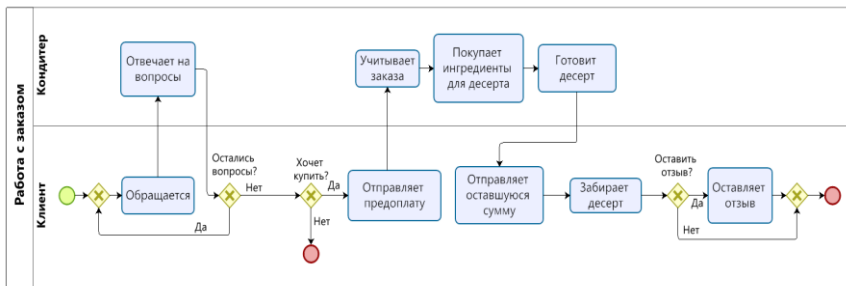 Работа с заказом
Кондитер
Отвечает на
вопросы
Учитывает
заказа
Покупает
ингредиенты
для десерта
Готовит
десерт
Клиент
Обращается
Остались
вопросы?
Да
Нет
Хочет
купить?
Да
Нет
Отправляет
предоплату
Отправляет
оставшуюся
сумму
Забирает
десерт
Оставить
отзыв?
Да
Нет
Оставляет
отзыв